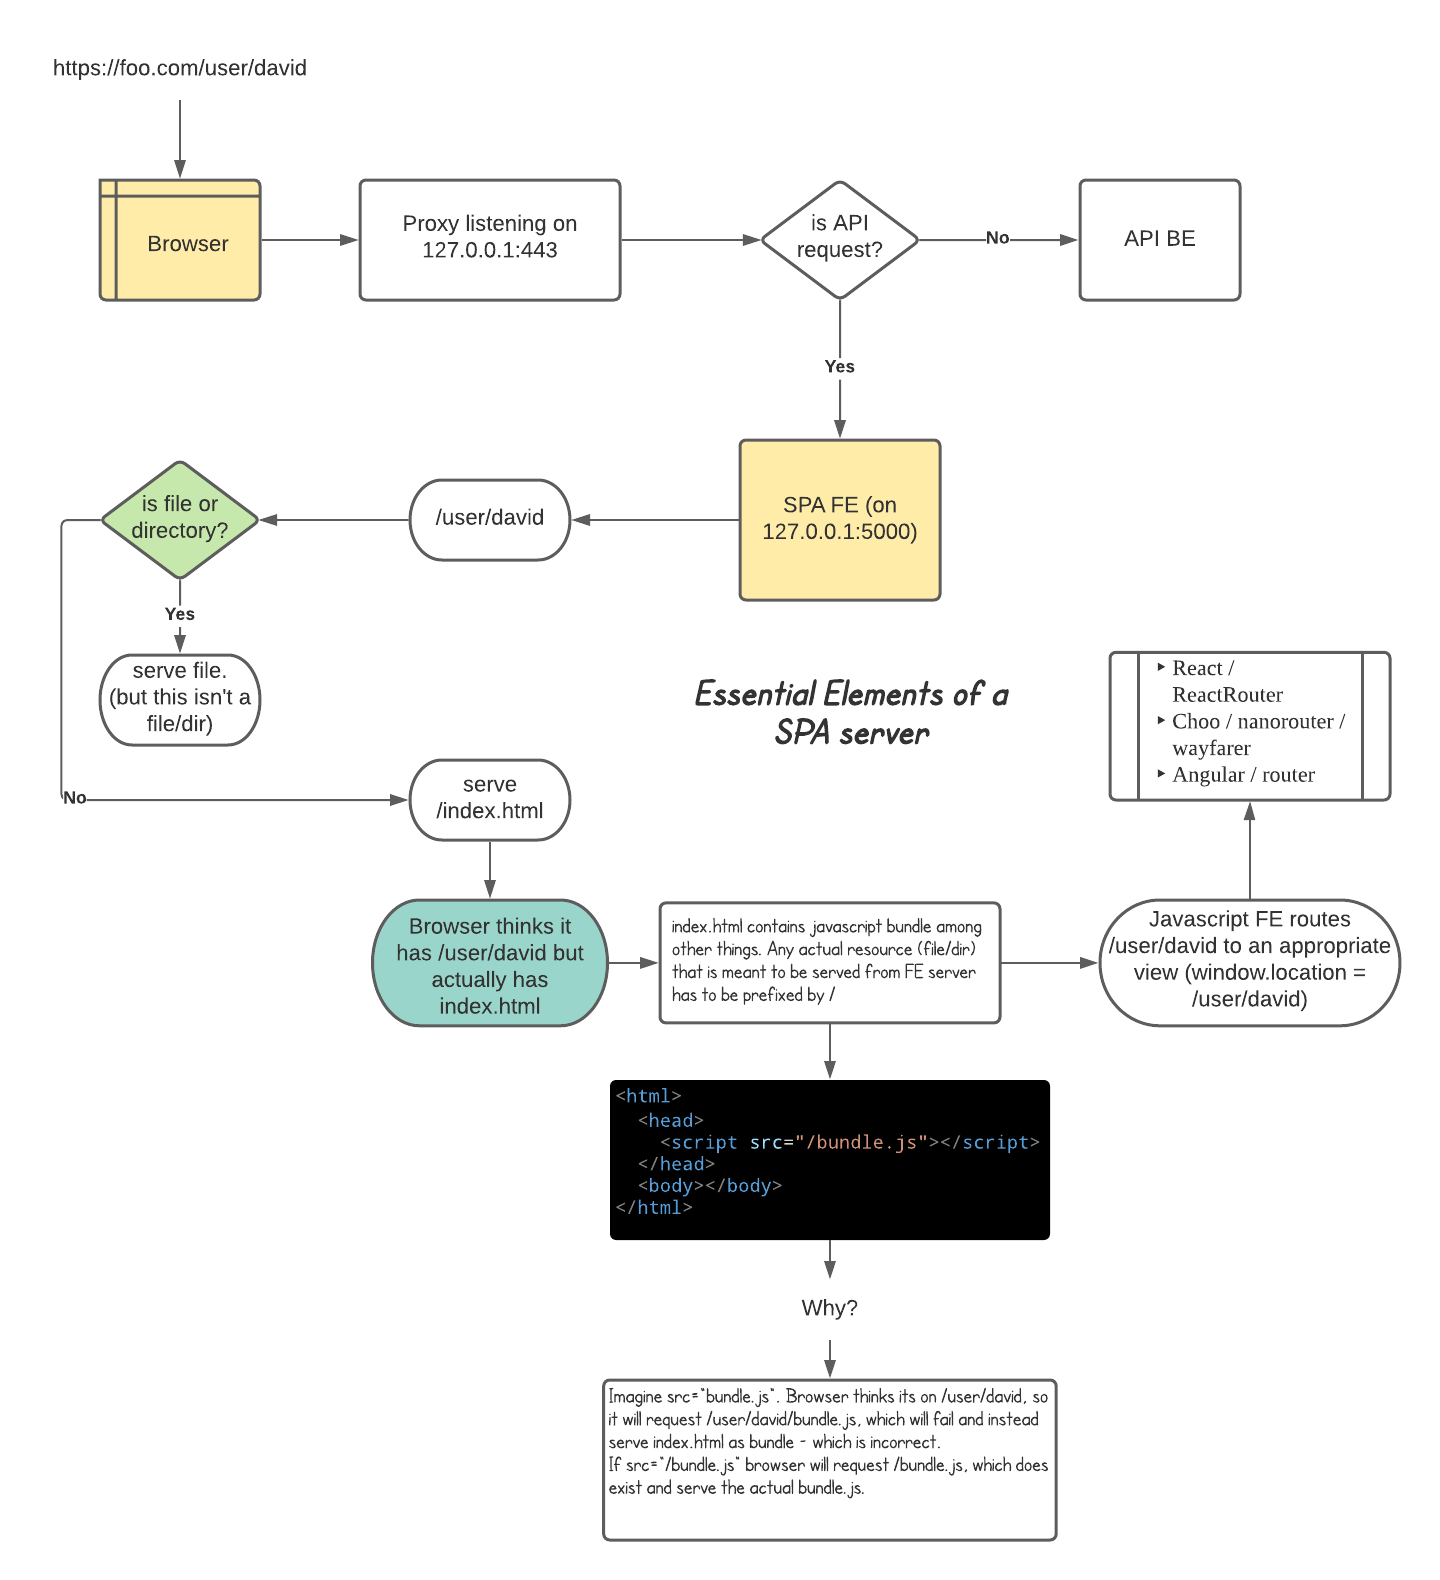 https://foo.com/user/david
Browser
Proxy listening on
127.0.0.1:443
is API
request?
No
API BE
Yes
SPA FE (on
127.0.0.1:5000)
/user/david
is file or
directory?
Yes
serve file.
(but this isn't a
file/dir)
No
serve
/index.html
Essential Elements of a
SPA server
‣ React /
ReactRouter
‣ Choo / nanorouter /
wayfarer
‣ Angular / router
Browser thinks it
has /user/david but
actually has
index.html
index.html contains javascript bundle among
other things. Any actual resource (file/dir)
that is meant to be served from FE server
has to be prefixed by /
Javascript FE routes
/user/david to an appropriate
view (window.location =
/user/david)
<html>
  <head>
    <script src="/bundle.js"></script>
  </head>
  <body></body>
</html>
Why?
Imagine src="bundle.js". Browser thinks its on /user/david, so
it will request /user/david/bundle.js, which will fail and instead
serve index.html as bundle - which is incorrect.
If src="/bundle.js" browser will request /bundle.js, which does
exist and serve the actual bundle.js.